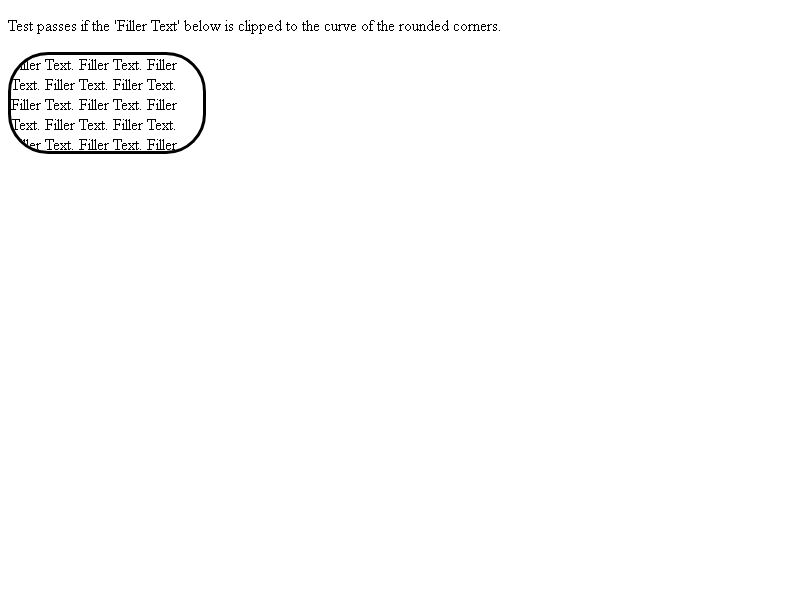 Test passes if the 'Filler Text' below is clipped to the curve of the rounded corners.
ller Text. Filler Text. Filler
Text. Filler Text. Filler Text.
Filler Text. Filler Text. Filler
Text. Filler Text. Filler Text.
ller Text. Filler Text. Filler